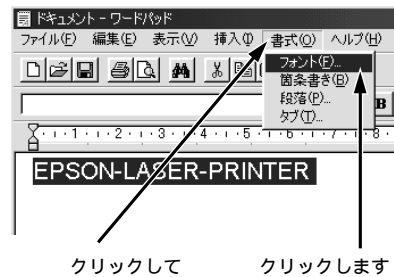 ドキュメント - ワードパッド
ファイル(F) 編集(E) 表示(V) 挿入(I) 書式(O) ヘルプ(H)
フォント(F)...
箇条書き(B)
段落(P)...
タブ(T)...
B
1 2 3 4 5 6 7 8
EPSON-LASER-PRINTER
クリックして クリックします